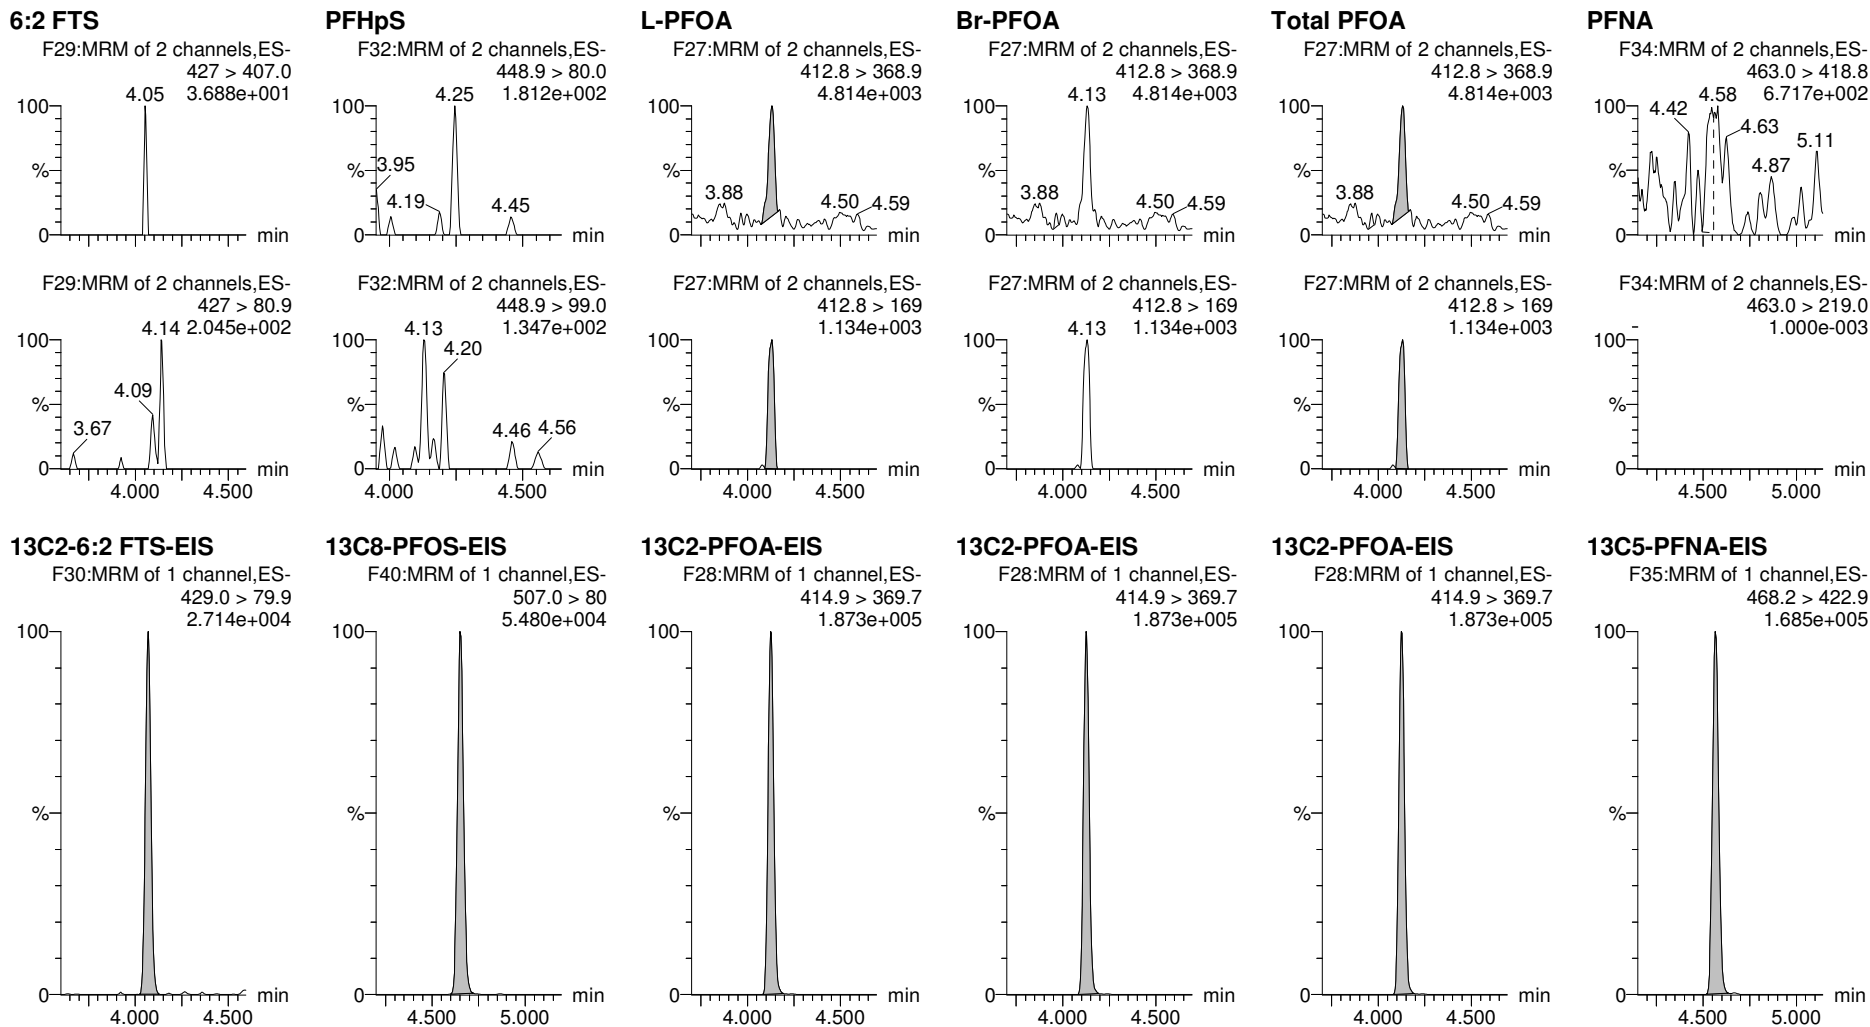 6:2 FTS
F29:MRM of 2 channels,ES-
427 > 407.0
3.688e+001
4.05
100
%
0
min
PFHpS
F32:MRM of 2 channels,ES-
448.9 > 80.0
1.812e+002
4.25
100
3.95
%
4.19
4.45
0
min
L-PFOA
F27:MRM of 2 channels,ES-
412.8 > 368.9
4.814e+003
100
%
3.88
4.50
4.59
0
min
Br-PFOA
F27:MRM of 2 channels,ES-
412.8 > 368.9
4.13 4.814e+003
100
%
3.88
4.50
4.59
0
min
Total PFOA
F27:MRM of 2 channels,ES-
412.8 > 368.9
4.814e+003
100
%
3.88
4.50
4.59
0
min
PFNA
F34:MRM of 2 channels,ES-
463.0 > 418.8
4.58 6.717e+002
100
4.42
4.63
5.11
%
4.87
0
min
F29:MRM of 2 channels,ES-
427 > 80.9
4.14 2.045e+002
100
4.09
%
3.67
0
min
4.000 4.500
F32:MRM of 2 channels,ES-
448.9 > 99.0
4.13 1.347e+002
100
4.20
%
4.46
4.56
0
min
4.000 4.500
F27:MRM of 2 channels,ES-
412.8 > 169
1.134e+003
100
%
0
min
4.000 4.500
F27:MRM of 2 channels,ES-
412.8 > 169
4.13 1.134e+003
100
%
0
min
4.000 4.500
F27:MRM of 2 channels,ES-
412.8 > 169
1.134e+003
100
%
0
min
4.000 4.500
F34:MRM of 2 channels,ES-
463.0 > 219.0
1.000e-003
100
%
0
min
4.500 5.000
13C2-6:2 FTS-EIS
F30:MRM of 1 channel,ES-
429.0 > 79.9
2.714e+004
100
%
0
min
4.000 4.500
13C8-PFOS-EIS
F40:MRM of 1 channel,ES-
507.0 > 80
5.480e+004
100
%
0
min
4.500 5.000
13C2-PFOA-EIS
F28:MRM of 1 channel,ES-
414.9 > 369.7
1.873e+005
100
%
0
min
4.000 4.500
13C2-PFOA-EIS
F28:MRM of 1 channel,ES-
414.9 > 369.7
1.873e+005
100
%
0
min
4.000 4.500
13C2-PFOA-EIS
F28:MRM of 1 channel,ES-
414.9 > 369.7
1.873e+005
100
%
0
min
4.000 4.500
13C5-PFNA-EIS
F35:MRM of 1 channel,ES-
468.2 > 422.9
1.685e+005
100
%
0
min
4.500 5.000